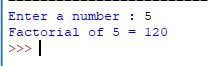 Enter a number : 5
Factorial of 5 = 120
>>>